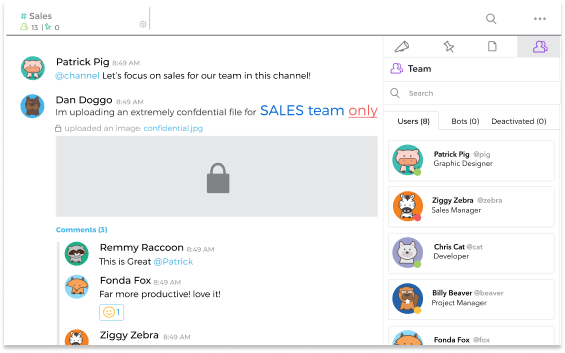 # Sales
13 | 0
Patrick Pig 8:49 AM
@channel Let's focus on sales for our team in this channel!
Dan Doggo 8:49 AM
Im uploading an extremely confdential file for SALES team only
uploaded an image: confidential.jpg
Comments (3)
Remmy Raccoon 8:49 AM
This is Great @Patrick
Fonda Fox 8:49 AM
Far more productive! love it!
1
Ziggy Zebra 8:49 AM
Team
Search
Users (8) Bots (0) Deactivated (0)
Patrick Pig @pig
Graphic Designer
Ziggy Zebra @zebra
Sales Manager
Chris Cat @cat
Developer
Billy Beaver @beaver
Project Manager
Fonda Fox @fox